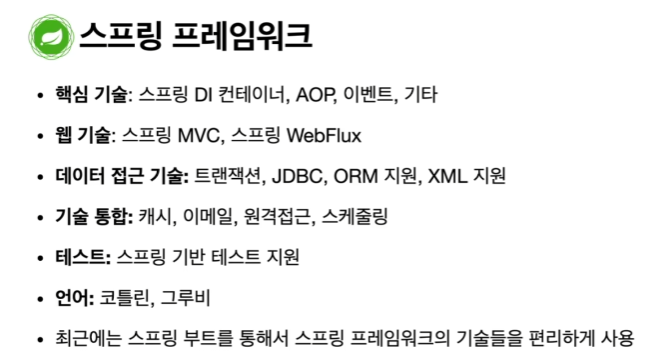 스프링 프레임워크
• 핵심 기술: 스프링 DI 컨테이너, AOP, 이벤트, 기타
• 웹 기술: 스프링 MVC, 스프링 WebFlux
• 데이터 접근 기술: 트랜잭션, JDBC, ORM 지원, XML 지원
• 기술 통합: 캐시, 이메일, 원격접근, 스케줄링
• 테스트: 스프링 기반 테스트 지원
• 언어: 코틀린, 그루비
• 최근에는 스프링 부트를 통해서 스프링 프레임워크의 기술들을 편리하게 사용